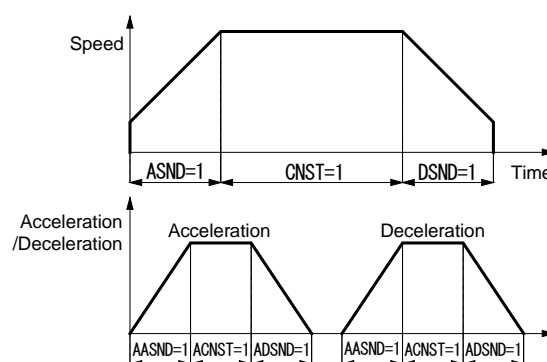 Speed
ASND=1 CNST=1 DSND=1 Time
Acceleration
/Deceleration
Acceleration Deceleration
AASND=1 ACNST=1 ADSND=1 AASND=1 ACNST=1 ADSND=1